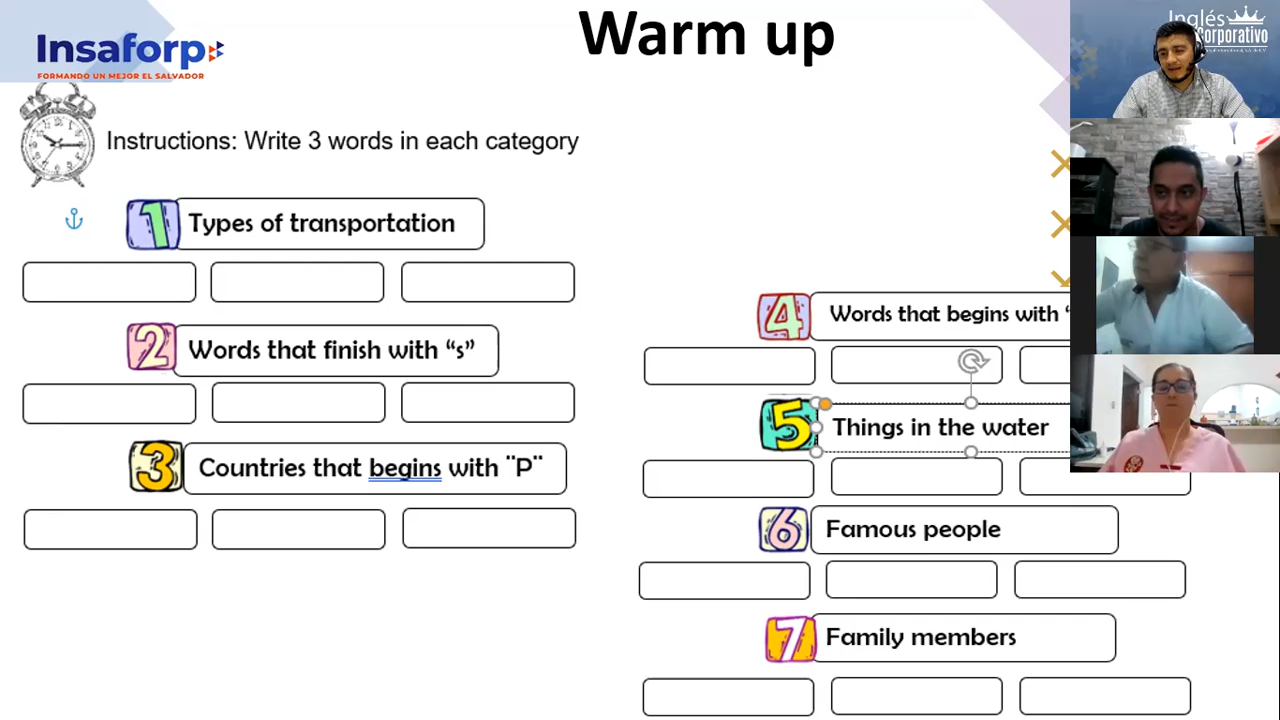 Warm up
Insaforp
FORMANDO UN MEJOR EL SALVADOR
Inglés
Corporativo
Instructions: Write 3 words in each category
1 Types of transportation
2 Words that finish with “s”
3 Countries that begins with ¨P¨
4 Words that begins with “
5 Things in the water
6 Famous people
7 Family members